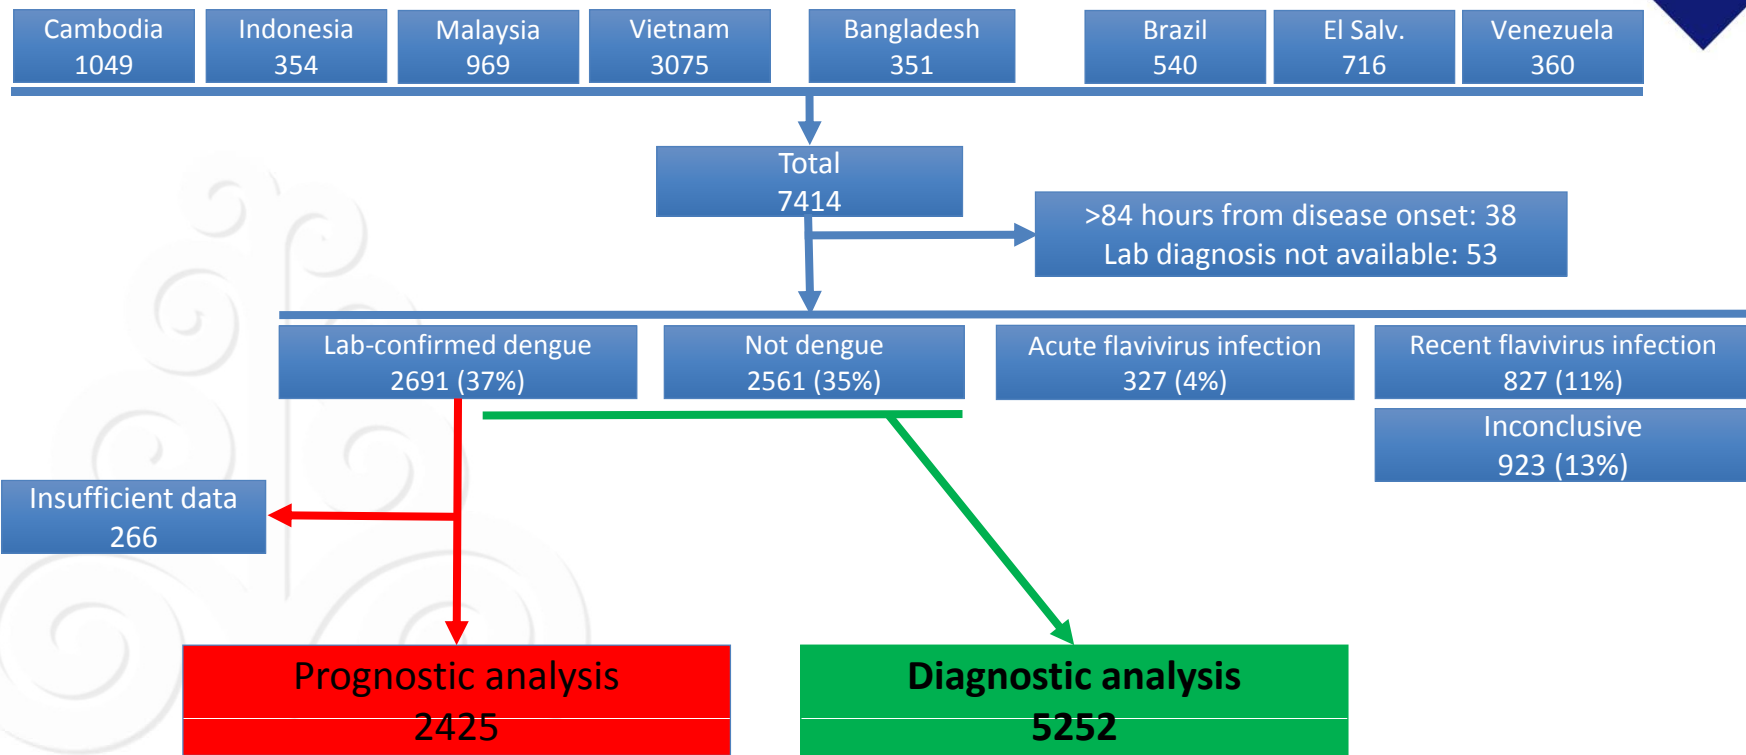 Cambodia
1049
Indonesia
354
Malaysia
969
Vietnam
3075
Bangladesh
351
Brazil
540
El Salv.
716
Venezuela
360
Total
7414
>84 hours from disease onset: 38
Lab diagnosis not available: 53
Lab-confirmed dengue
2691 (37%)
Not dengue
2561 (35%)
Acute flavivirus infection
327 (4%)
Recent flavivirus infection
827 (11%)
Inconclusive
923 (13%)
Insufficient data
266
Prognostic analysis
2425
Diagnostic analysis
5252